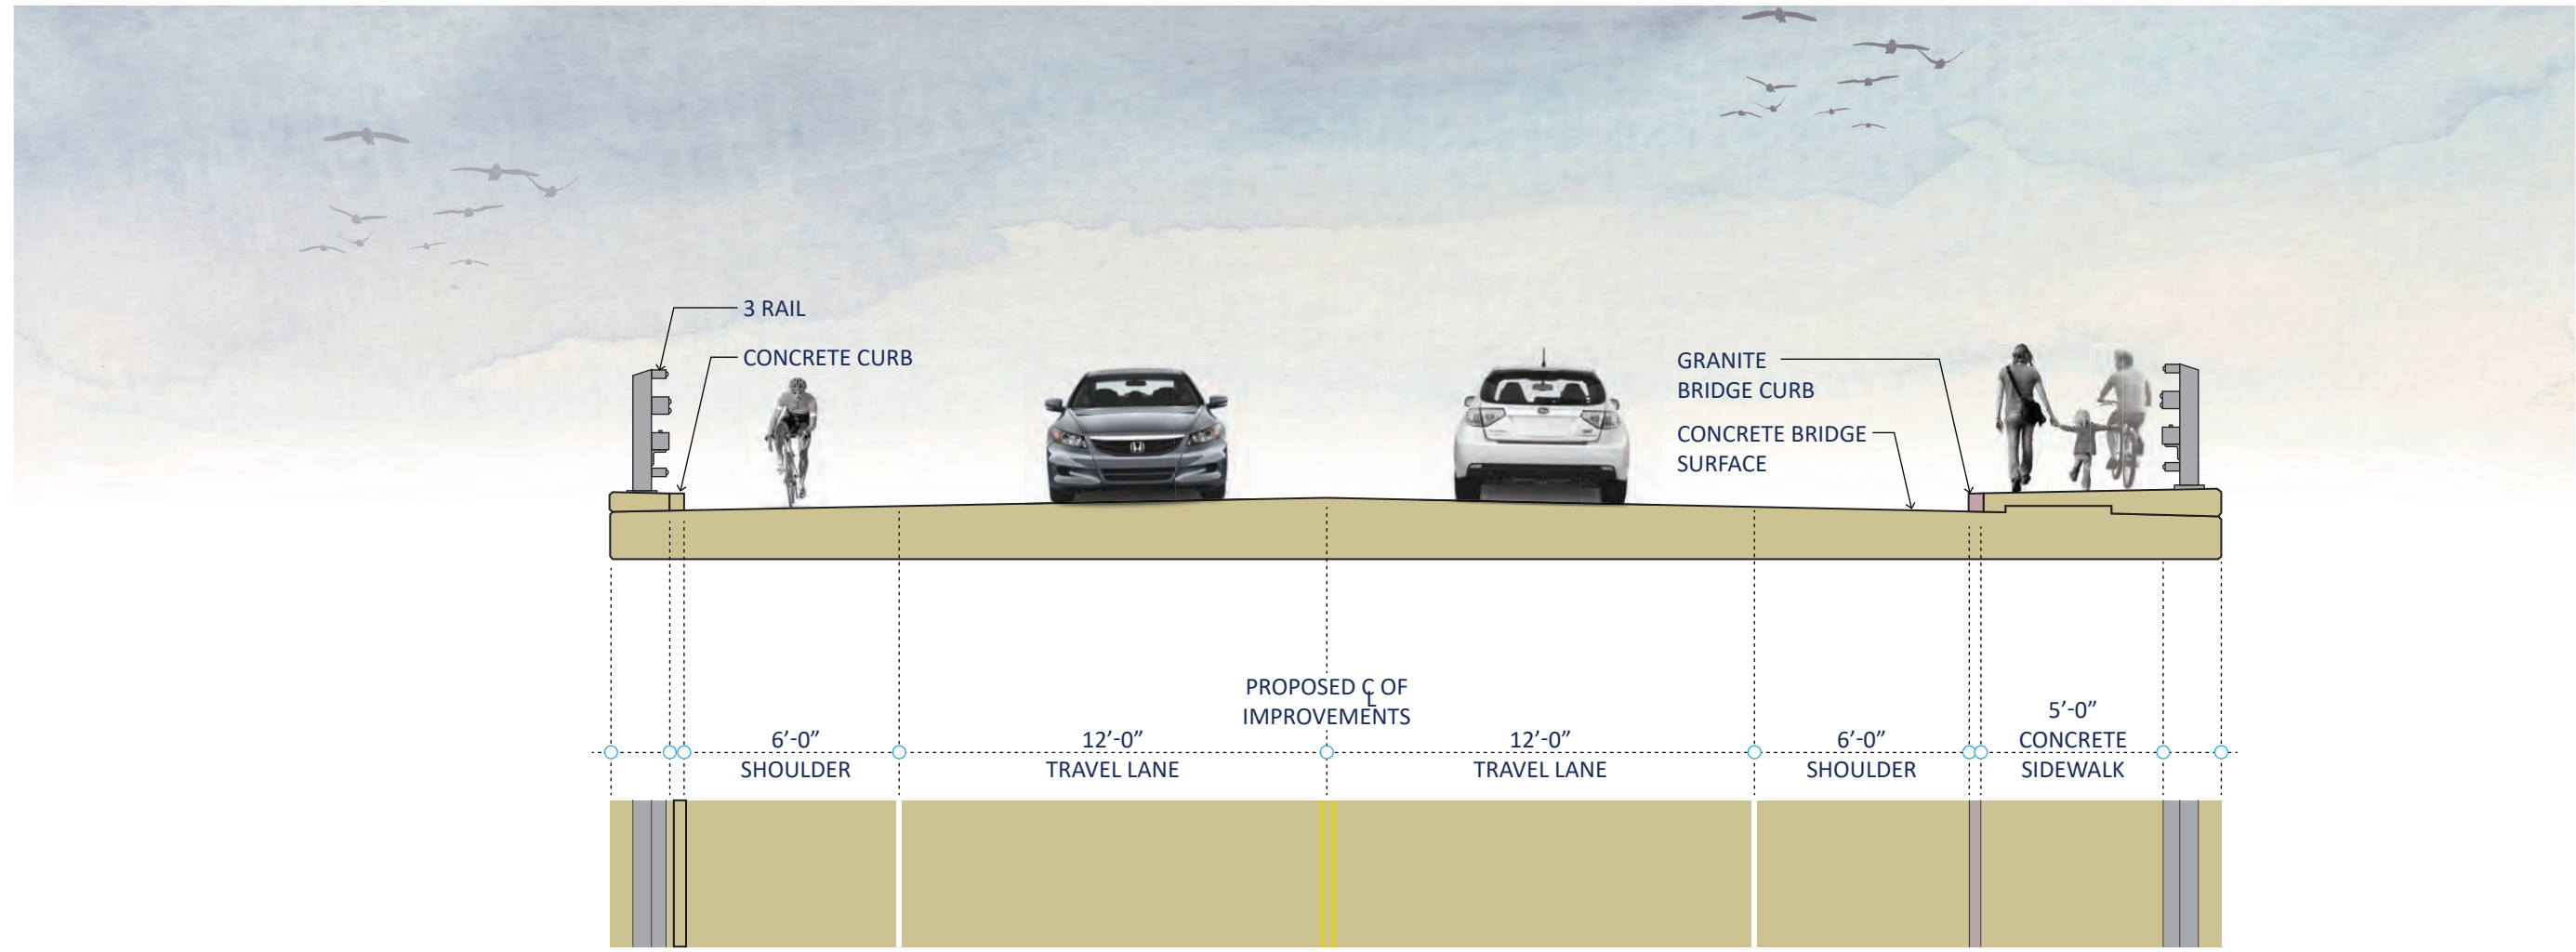 3 RAIL
CONCRETE CURB
GRANITE
BRIDGE CURB
CONCRETE BRIDGE
SURFACE
PROPOSED CL OF
IMPROVEMENTS
6’-0”
SHOULDER
12’-0”
TRAVEL LANE
12’-0”
TRAVEL LANE
6’-0”
SHOULDER
5’-0”
CONCRETE
SIDEWALK